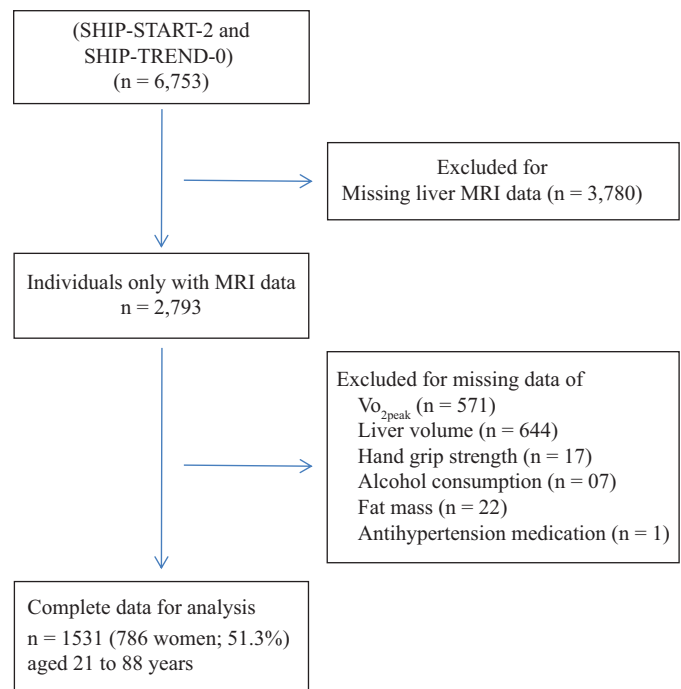 (SHIP-START-2 and
SHIP-TREND-0)
(n = 6,753)
Excluded for
Missing liver MRI data (n = 3,780)
Individuals only with MRI data
n = 2,793
Excluded for missing data of
Vo2peak (n = 571)
Liver volume (n = 644)
Hand grip strength (n = 17)
Alcohol consumption (n = 07)
Fat mass (n = 22)
Antihypertension medication (n = 1)
Complete data for analysis
n = 1531 (786 women; 51.3%)
aged 21 to 88 years